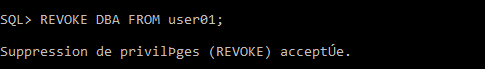 SQL> REVOKE DBA FROM user01;
Suppression de privilÞges (REVOKE) acceptÚe.